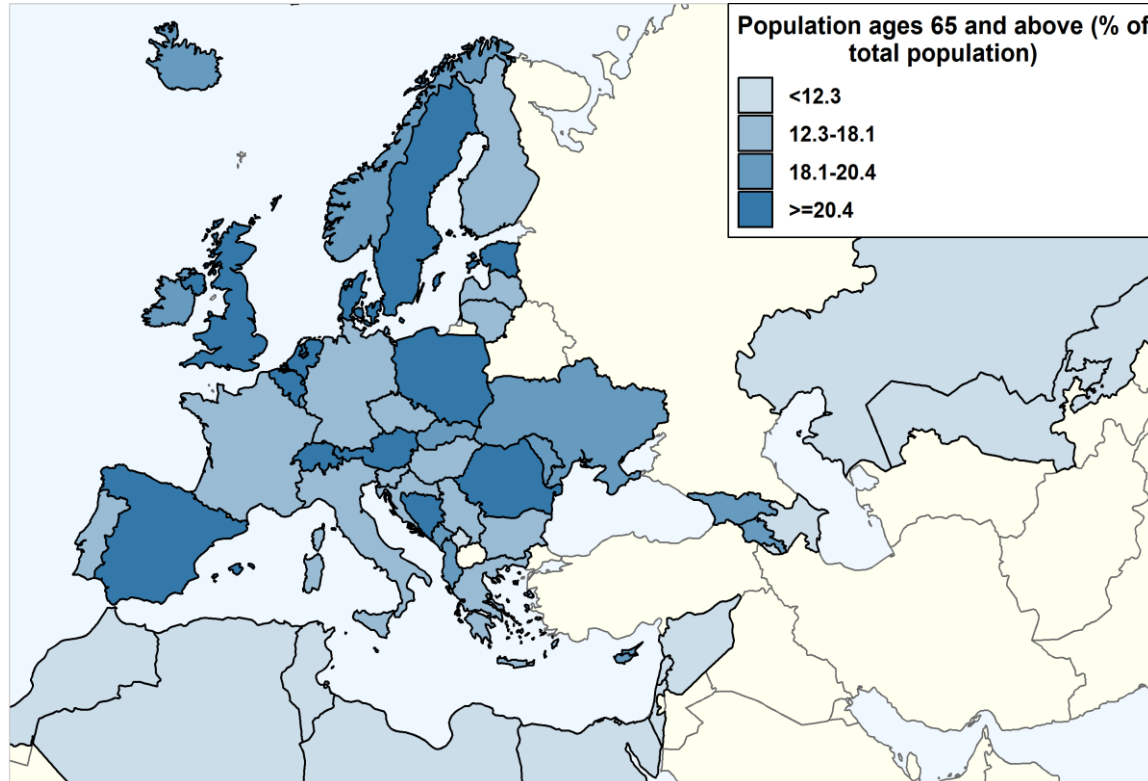 Population ages 65 and above (% of
total population)
<12.3
12.3-18.1
18.1-20.4
>=20.4